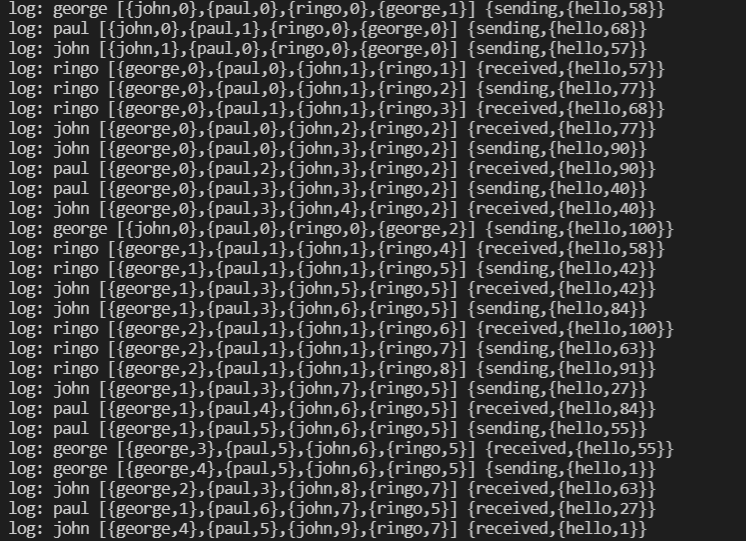 log: george [{john,0},{paul,0},{ringo,0},{george,1}] {sending,{hello,58}}
log: paul [{john,0},{paul,1},{ringo,0},{george,0}] {sending,{hello,68}}
log: john [{john,1},{paul,0},{ringo,0},{george,0}] {sending,{hello,57}}
log: ringo [{george,0},{paul,0},{john,1},{ringo,1}] {received,{hello,57}}
log: ringo [{george,0},{paul,0},{john,1},{ringo,2}] {sending,{hello,77}}
log: ringo [{george,0},{paul,1},{john,1},{ringo,3}] {received,{hello,68}}
log: john [{george,0},{paul,0},{john,2},{ringo,2}] {received,{hello,77}}
log: john [{george,0},{paul,0},{john,3},{ringo,2}] {sending,{hello,90}}
log: paul [{george,0},{paul,2},{john,3},{ringo,2}] {received,{hello,90}}
log: paul [{george,0},{paul,3},{john,3},{ringo,2}] {sending,{hello,40}}
log: john [{george,0},{paul,3},{john,4},{ringo,2}] {received,{hello,40}}
log: george [{john,0},{paul,0},{ringo,0},{george,2}] {sending,{hello,100}}
log: ringo [{george,1},{paul,1},{john,1},{ringo,4}] {received,{hello,58}}
log: ringo [{george,1},{paul,1},{john,1},{ringo,5}] {sending,{hello,42}}
log: john [{george,1},{paul,3},{john,5},{ringo,5}] {received,{hello,42}}
log: john [{george,1},{paul,3},{john,6},{ringo,5}] {sending,{hello,84}}
log: ringo [{george,2},{paul,1},{john,1},{ringo,6}] {received,{hello,100}}
log: ringo [{george,2},{paul,1},{john,1},{ringo,7}] {sending,{hello,63}}
log: ringo [{george,2},{paul,1},{john,1},{ringo,8}] {sending,{hello,91}}
log: john [{george,1},{paul,3},{john,7},{ringo,5}] {sending,{hello,27}}
log: paul [{george,1},{paul,4},{john,6},{ringo,5}] {received,{hello,84}}
log: paul [{george,1},{paul,5},{john,6},{ringo,5}] {sending,{hello,55}}
log: george [{george,3},{paul,5},{john,6},{ringo,5}] {received,{hello,55}}
log: george [{george,4},{paul,5},{john,6},{ringo,5}] {sending,{hello,1}}
log: john [{george,2},{paul,3},{john,8},{ringo,7}] {received,{hello,63}}
log: paul [{george,1},{paul,6},{john,7},{ringo,5}] {received,{hello,27}}
log: john [{george,4},{paul,5},{john,9},{ringo,7}] {received,{hello,1}}